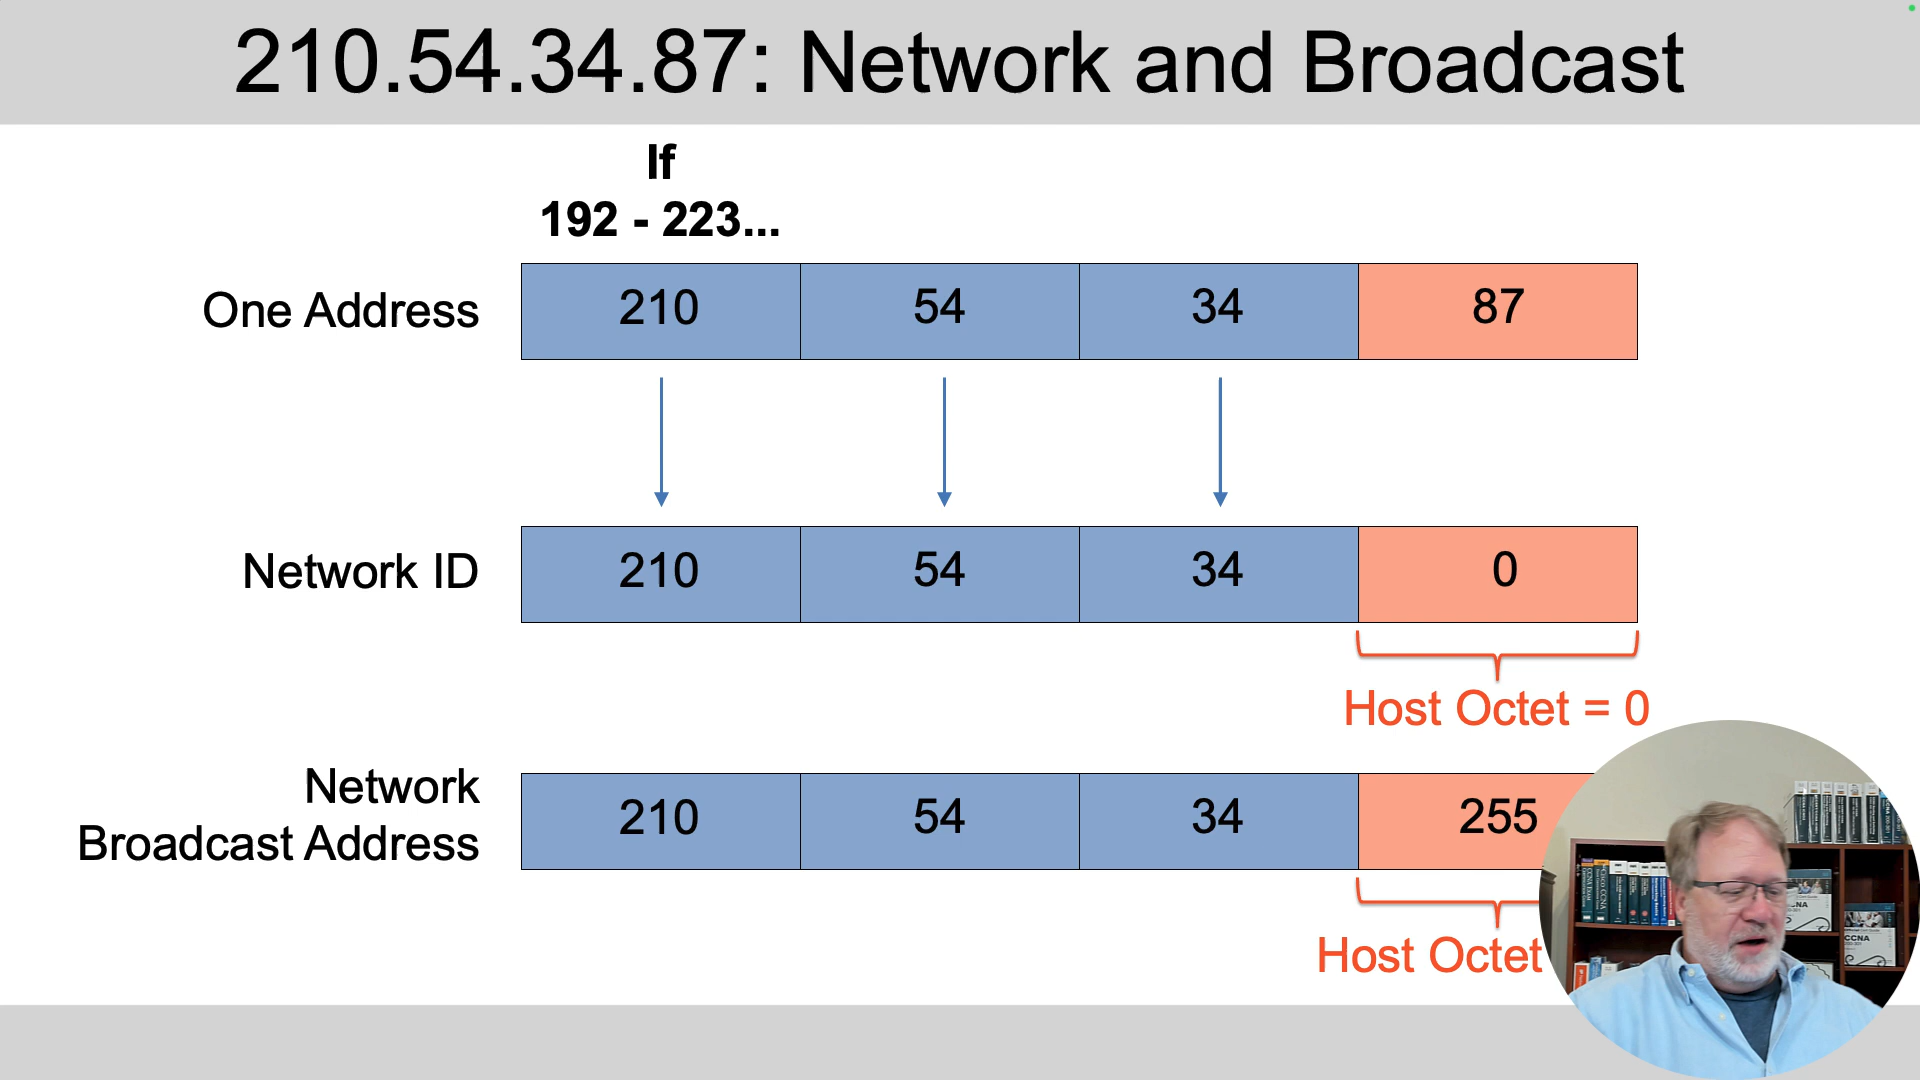 210.54.34.87: Network and Broadcast
If
192 - 223...
One Address
210 54 34 87
Network ID
210 54 34 0
Host Octet = 0
Network
Broadcast Address
210 54 34 255
Host Octet
CCNA